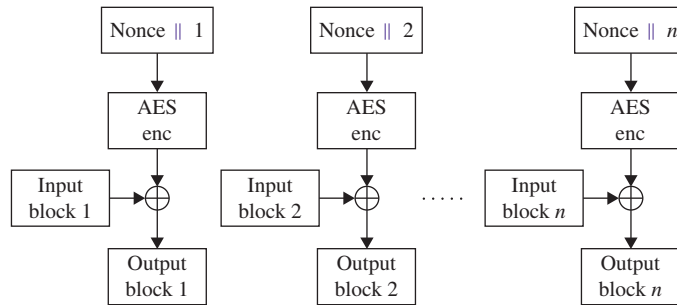 Nonce || 1
Nonce || 2
Nonce || n
AES
enc
AES
enc
AES
enc
Input
block 1
Input
block 2
.....
Input
block n
Output
block 1
Output
block 2
Output
block n